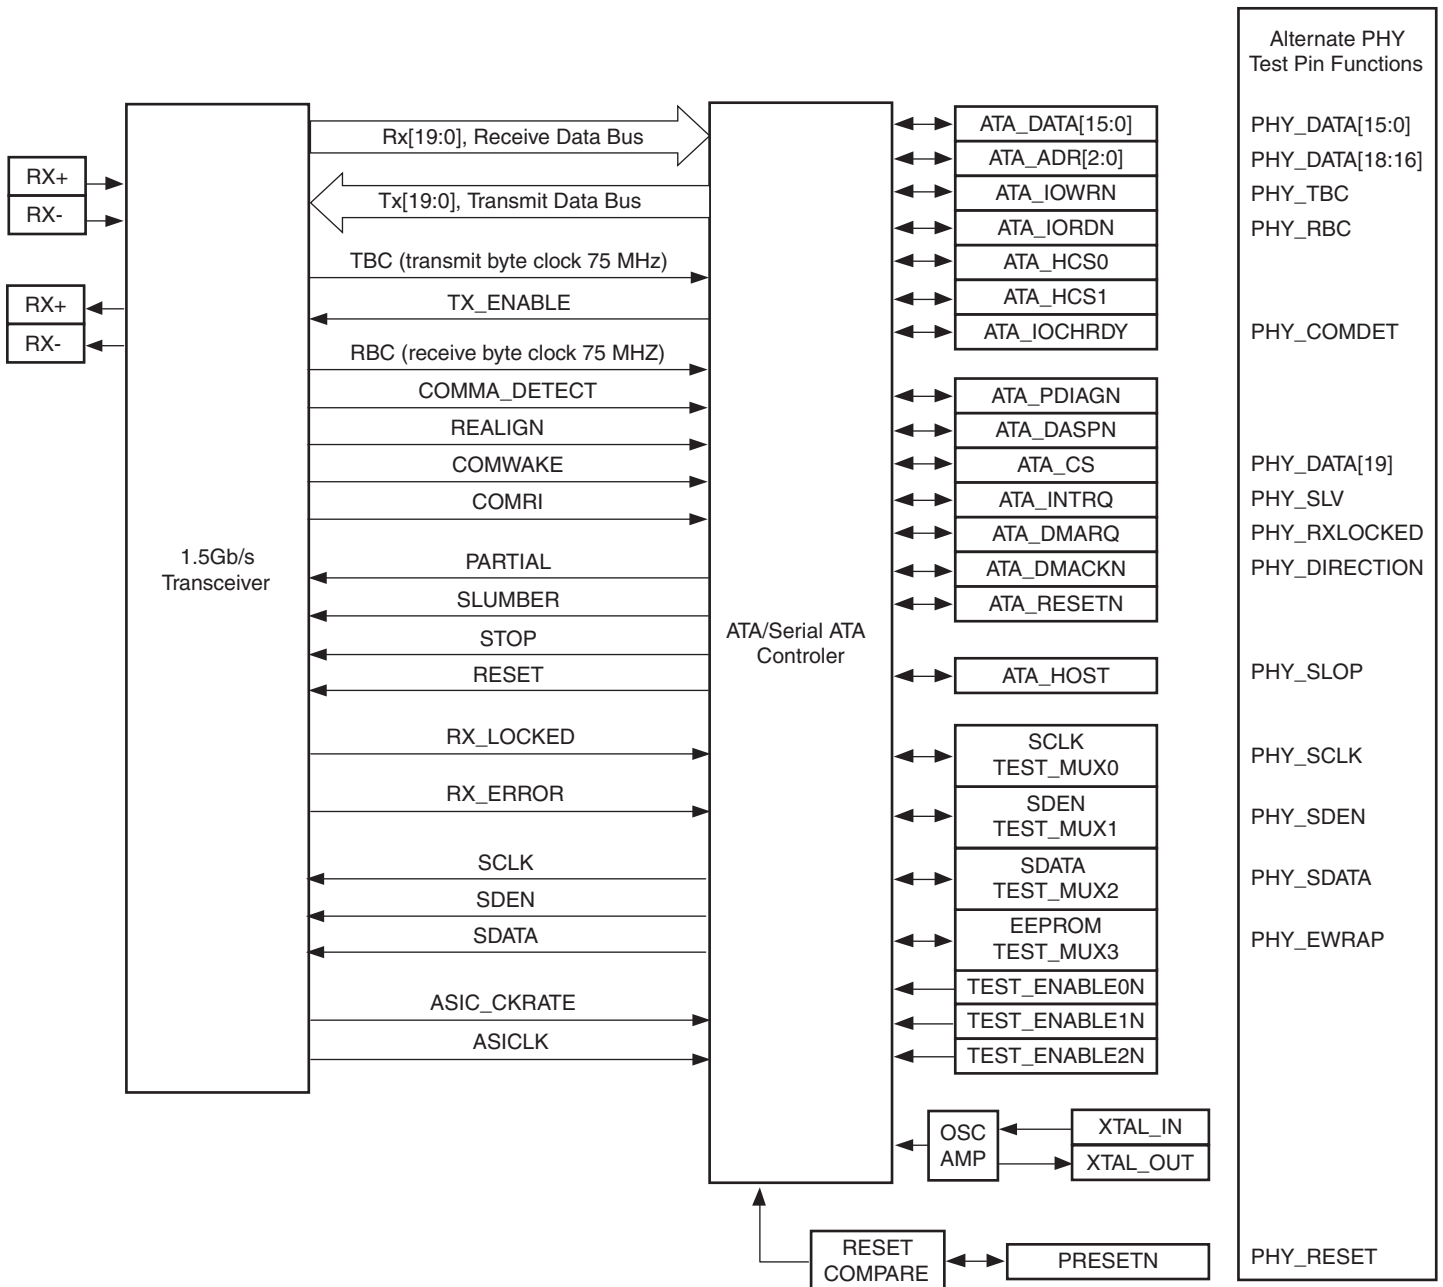 Alternate PHY
Test Pin Functions
RX+
RX-
RX+
RX-
1.5Gb/s
Transceiver
Rx[19:0], Receive Data Bus
Tx[19:0], Transmit Data Bus
TBC (transmit byte clock 75 MHz)
TX_ENABLE
RBC (receive byte clock 75 MHZ)
COMMA_DETECT
REALIGN
COMWAKE
COMRI
PARTIAL
SLUMBER
STOP
RESET
RX_LOCKED
RX_ERROR
SCLK
SDEN
SDATA
ASIC_CKRATE
ASICLK
ATA/Serial ATA
Controler
ATA_DATA[15:0]
ATA_ADR[2:0]
ATA_IOWRN
ATA_IORDN
ATA_HCS0
ATA_HCS1
ATA_IOCHRDY
ATA_PDIAGN
ATA_DASPN
ATA_CS
ATA_INTRQ
ATA_DMARQ
ATA_DMACKN
ATA_RESETN
ATA_HOST
SCLK
TEST_MUX0
SDEN
TEST_MUX1
SDATA
TEST_MUX2
EEPROM
TEST_MUX3
TEST_ENABLE0N
TEST_ENABLE1N
TEST_ENABLE2N
OSC
AMP
XTAL_IN
XTAL_OUT
RESET
COMPARE
PRESETN
PHY_DATA[15:0]
PHY_DATA[18:16]
PHY_TBC
PHY_RBC
PHY_COMDET
PHY_DATA[19]
PHY_SLV
PHY_RXLOCKED
PHY_DIRECTION
PHY_SLOP
PHY_SCLK
PHY_SDEN
PHY_SDATA
PHY_EWRAP
PHY_RESET